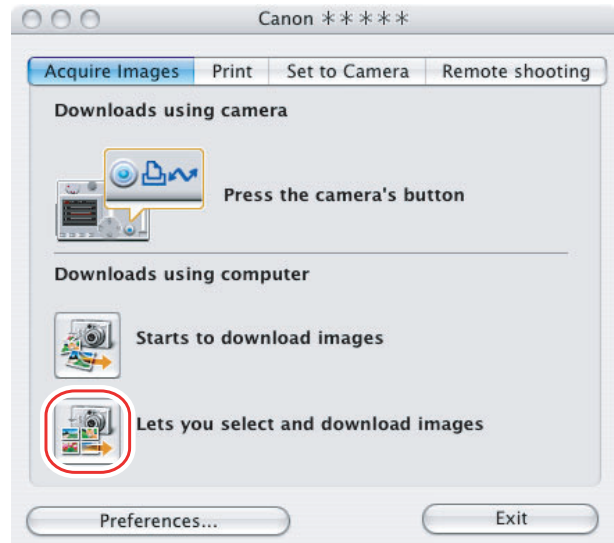 Canon *****
Acquire Images Print Set to Camera Remote shooting
Downloads using camera
Press the camera's button
Downloads using computer
Starts to download images
Lets you select and download images
Preferences... Exit